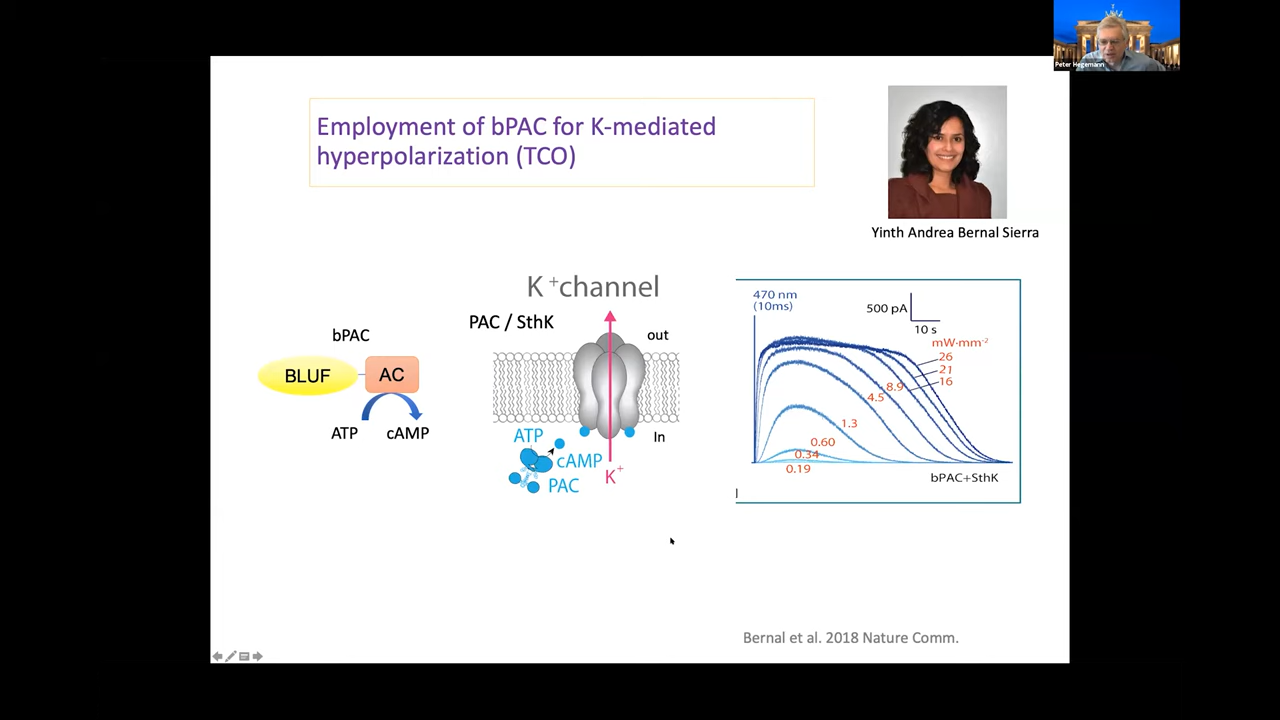 Peter Hegemann
Employment of bPAC for K-mediated
hyperpolarization (TCO)
Yinth Andrea Bernal Sierra
bPAC
BLUF
AC
ATP
cAMP
K⁺channel
PAC / SthK
out
In
ATP
cAMP
PAC
K⁺
470 nm
(10ms)
500 pA
10 s
mW·mm⁻²
26
21
16
8.9
4.5
1.3
0.60
0.34
0.19
bPAC+SthK
Bernal et al. 2018 Nature Comm.